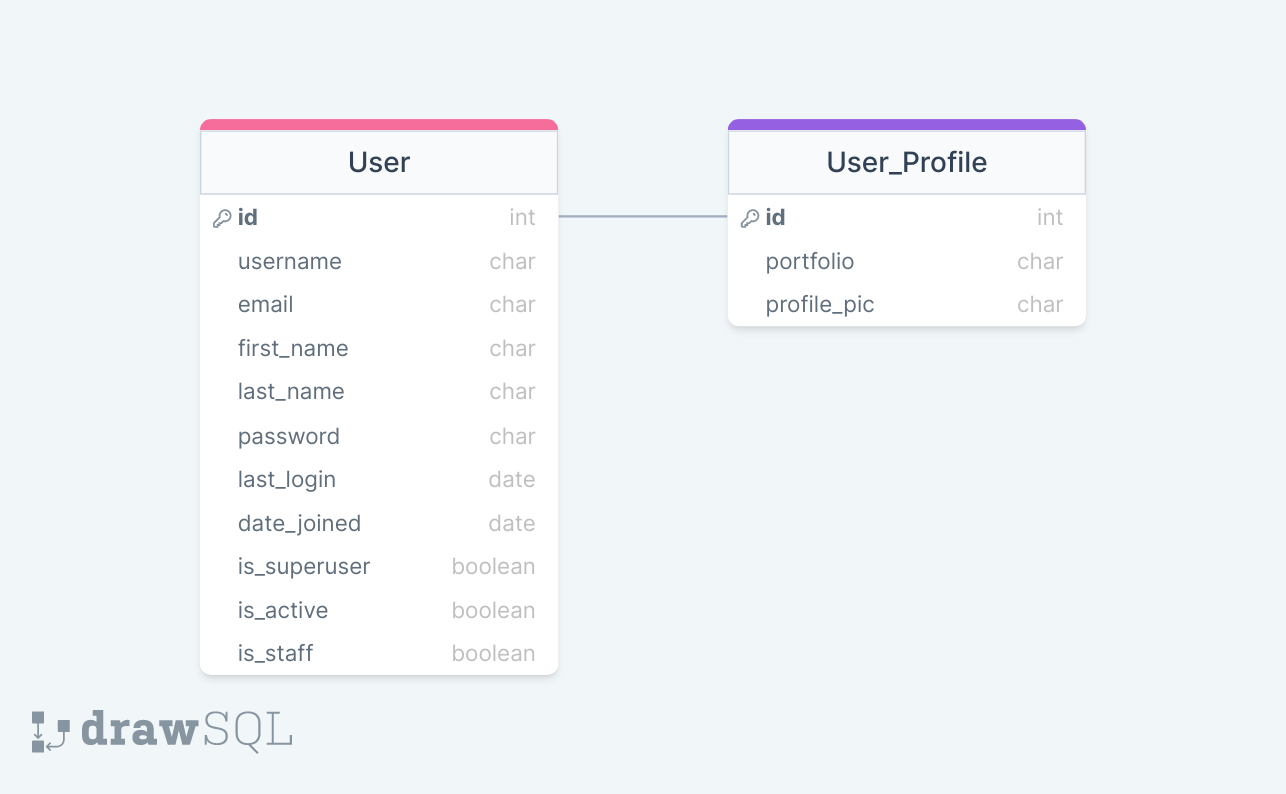 User
id int
username char
email char
first_name char
last_name char
password char
last_login date
date_joined date
is_superuser boolean
is_active boolean
is_staff boolean
User_Profile
id int
portfolio char
profile_pic char
drawSQL